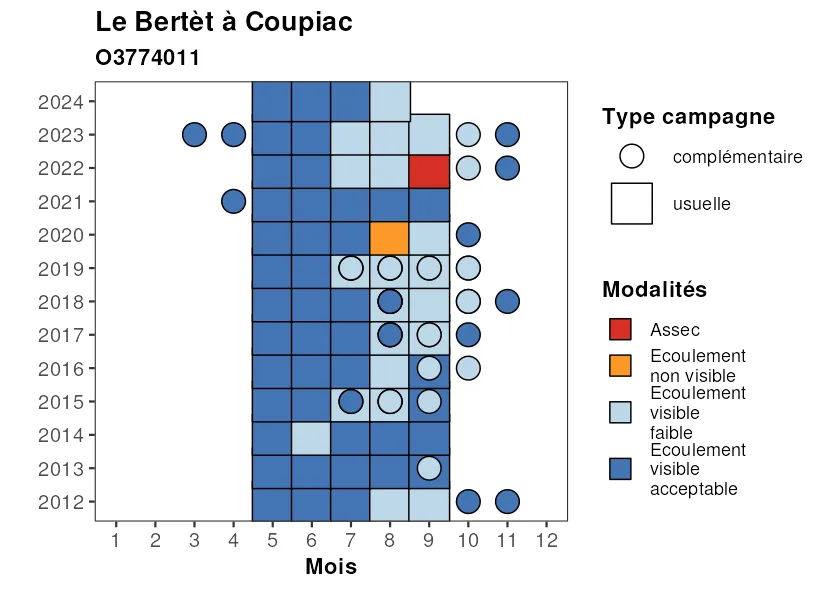 Le Bertèt à Coupiac
O3774011
2024
2023
2022
2021
2020
2019
2018
2017
2016
2015
2014
2013
2012
1 2 3 4 5 6 7 8 9 10 11 12
Mois
Type campagne
complémentaire
usuelle
Modalités
Assec
Ecoulement
non visible
Ecoulement
visible
faible
Ecoulement
visible
acceptable